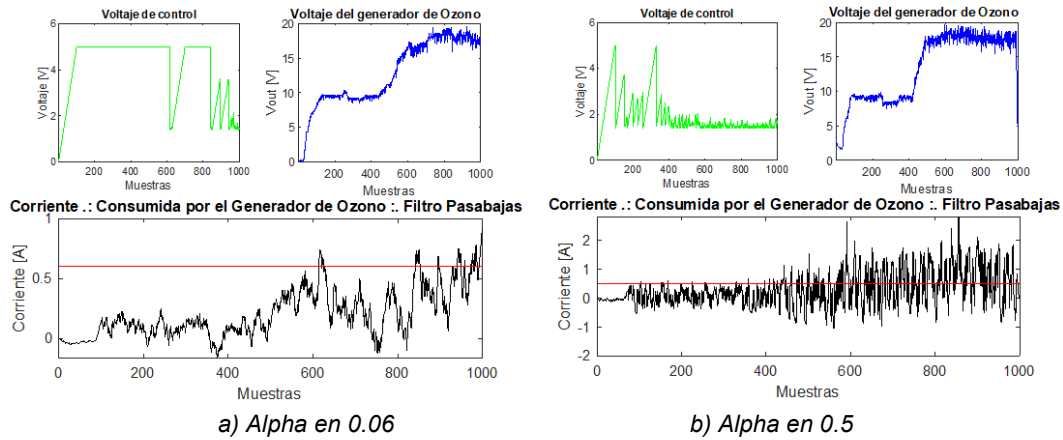 Voltaje de control
Voltaje [V]
6
4
2
0
200 400 600 800 1000
Muestras
Voltaje del generador de Ozono
Vout [V]
20
15
10
5
0
200 400 600 800 1000
Muestras
Corriente .: Consumida por el Generador de Ozono :. Filtro Pasabajas
Corriente [A]
1
0.5
0
0 200 400 600 800 1000
Muestras
a) Alpha en 0.06
Voltaje de control
Voltaje [V]
6
4
2
0
200 400 600 800 1000
Muestras
Voltaje del generador de Ozono
Vout [V]
20
15
10
5
0
200 400 600 800 1000
Muestras
Corriente .: Consumida por el Generador de Ozono :. Filtro Pasabajas
Corriente [A]
2
1
0
-1
-2
0 200 400 600 800 1000
Muestras
b) Alpha en 0.5